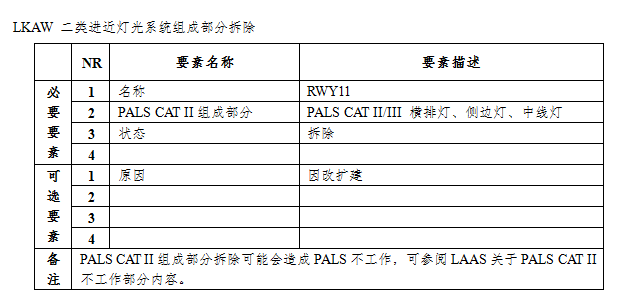 LKAW 二类进近灯光系统组成部分拆除
NR 要素名称 要素描述
必要要素
1 名称 RWY11
2 PALS CAT II 组成部分 PALS CAT II/III 横排灯、侧边灯、中线灯
3 状态 拆除
4
可选要素
1 原因 因改扩建
2
3
4
备注 PALS CAT II 组成部分拆除可能会造成 PALS 不工作，可参阅 LAAS 关于 PALS CAT II
不工作部分内容。